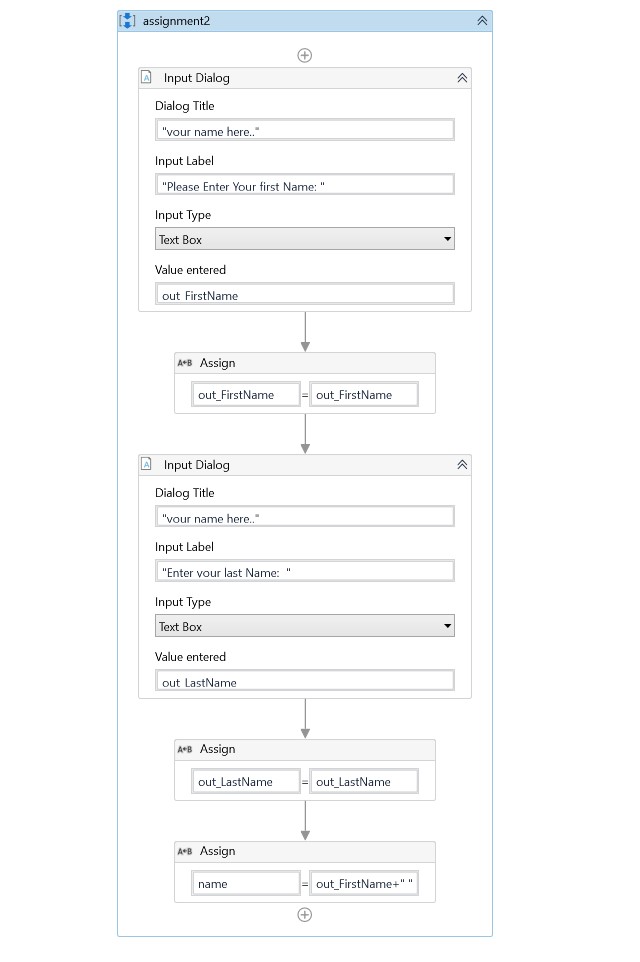 assignment2
Input Dialog
Dialog Title
"your name here.."
Input Label
"Please Enter Your first Name: "
Input Type
Text Box
Value entered
out_FirstName
A+B Assign
out_FirstName = out_FirstName
Input Dialog
Dialog Title
"your name here.."
Input Label
"Enter your last Name:  "
Input Type
Text Box
Value entered
out_LastName
A+B Assign
out_LastName = out_LastName
A+B Assign
name = out_FirstName+" "